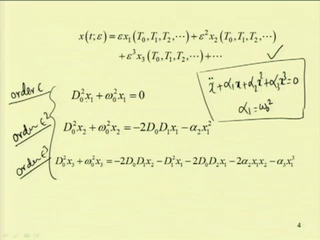 x(t;ε) = εx₁(T₀,T₁,T₂,⋯) + ε²x₂(T₀,T₁,T₂,⋯)
+ ε³x₃(T₀,T₁,T₂,⋯) + ⋯
ẍ + α₁x + α₂x² + α₃x³ = 0
α₁ = ω₀²
order ε
D₀²x₁ + ω₀²x₁ = 0
order ε²
D₀²x₂ + ω₀²x₂ = −2D₀D₁x₁ − α₂x₁²
order ε³
D₀²x₃ + ω₀²x₃ = −2D₀D₁x₂ − D₁²x₁ − 2D₀D₂x₁ − 2α₂x₁x₂ − α₃x₁³
4